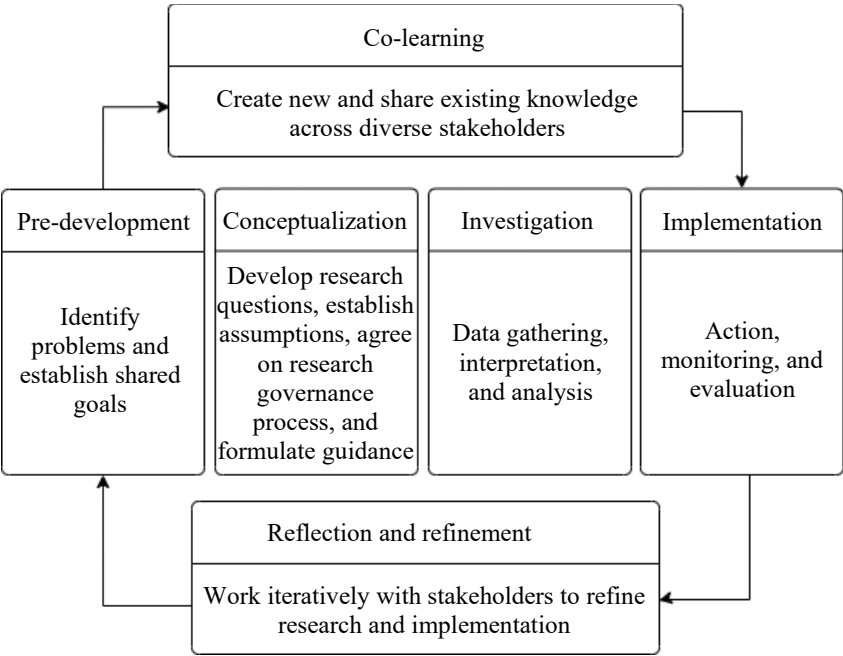 Co-learning
Create new and share existing knowledge
across diverse stakeholders
Pre-development
Identify
problems and
establish shared
goals
Conceptualization
Develop research
questions, establish
assumptions, agree
on research
governance
process, and
formulate guidance
Investigation
Data gathering,
interpretation,
and analysis
Implementation
Action,
monitoring, and
evaluation
Reflection and refinement
Work iteratively with stakeholders to refine
research and implementation